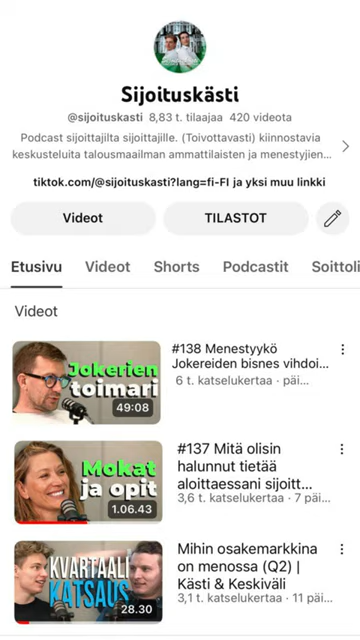 Sijoituskästi
@sijoituskasti 8,83 t. tilaajaa 420 videota
Podcast sijoittajilta sijoittajille. (Toivottavasti) kiinnostavia
keskusteluita talousmaailman ammattilaisten ja menestyjien...
tiktok.com/@sijoituskasti?lang=fi-FI ja yksi muu linkki
Videot
TILASTOT
Etusivu
Videot
Shorts
Podcastit
Soittoli
Videot
Jokerien
toimari
49:08
#138 Menestyykö
Jokereiden bisnes vihdoi...
6 t. katselukertaa · päi...
Mokat
ja opit
1.06.43
#137 Mitä olisin
halunnut tietää
aloittaessani sijoitt...
3,6 t. katselukertaa · 7 päi...
KVARTAALI
KATSAUS
28.30
Mihin osakemarkkina
on menossa (Q2) |
Kästi & Keskiväli
3,1 t. katselukertaa · 11 päi...